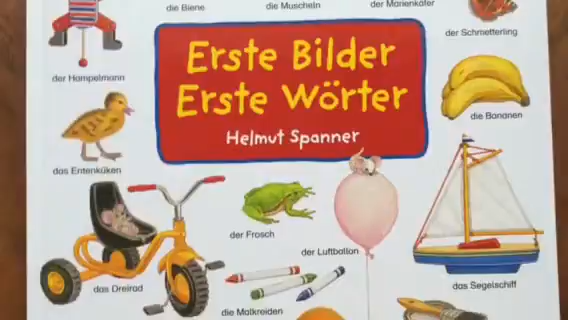 die Biene
die Muscheln
der Marienkäfer
der Schmetterling
der Hampelmann
Erste Bilder
Erste Wörter
Helmut Spanner
die Bananen
das Entenküken
der Frosch
der Luftballon
das Dreirad
das Segelschiff
die Malkreiden